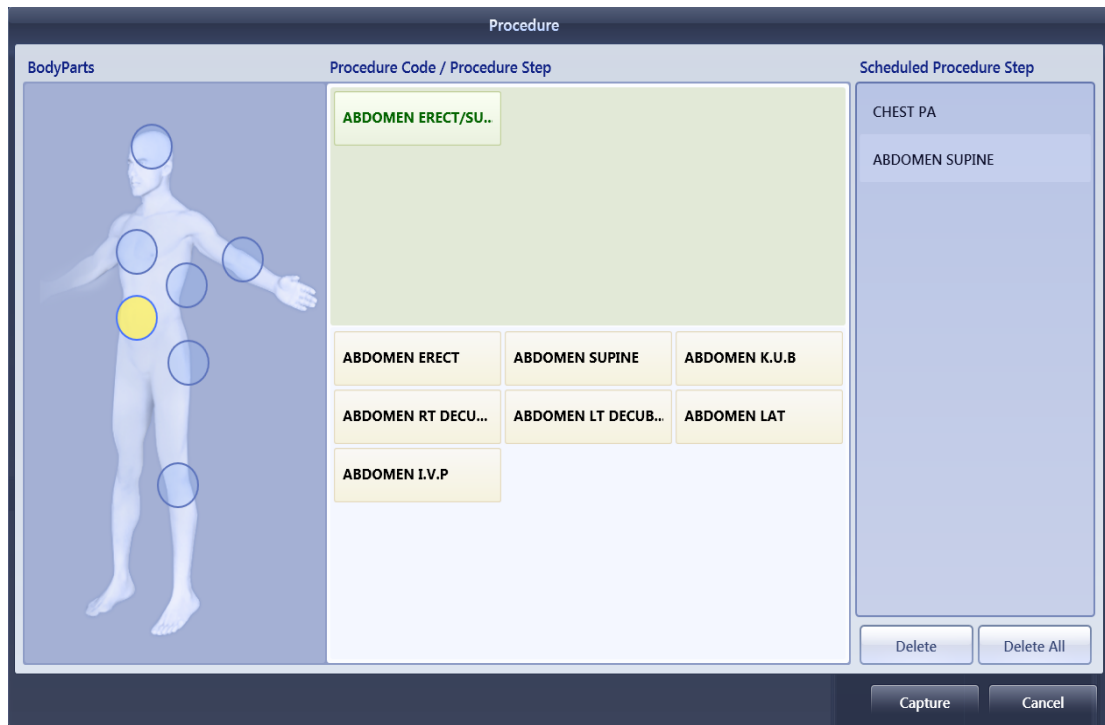 Procedure
BodyParts
Procedure Code / Procedure Step
Scheduled Procedure Step
ABDOMEN ERECT/SU..
CHEST PA
ABDOMEN SUPINE
ABDOMEN ERECT
ABDOMEN SUPINE
ABDOMEN K.U.B
ABDOMEN RT DECU...
ABDOMEN LT DECUB...
ABDOMEN LAT
ABDOMEN I.V.P
Delete
Delete All
Capture
Cancel